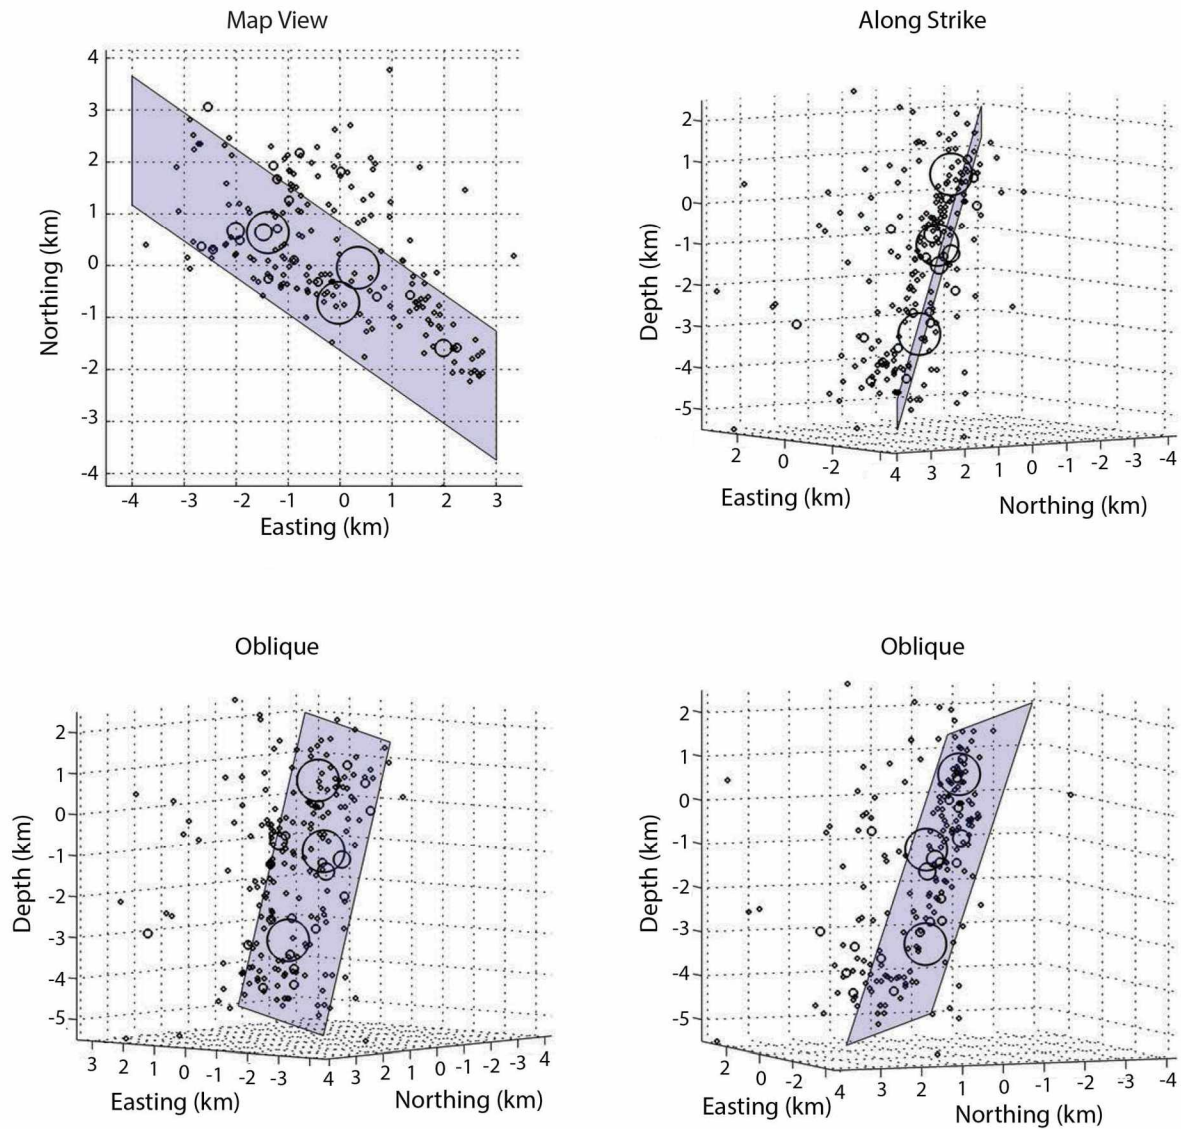 Map View
4
3
2
1
0
-1
-2
-3
-4
Northing (km)
-4 -3 -2 -1 0 1 2 3
Easting (km)
Along Strike
2
1
0
-1
-2
-3
-4
-5
Depth (km)
2 0 -2 4 3 2 1 0 -1 -2 -3 -4
Easting (km)
Northing (km)
Oblique
2
1
0
-1
-2
-3
-4
-5
Depth (km)
3 2 1 0 -1 -2 -3 4 3 1 0 -1 -2 -3 4
Easting (km)
Northing (km)
Oblique
2
1
0
-1
-2
-3
-4
-5
Depth (km)
2 0 -2 4 3 2 1 0 -1 -2 -3 -4
Easting (km)
Northing (km)